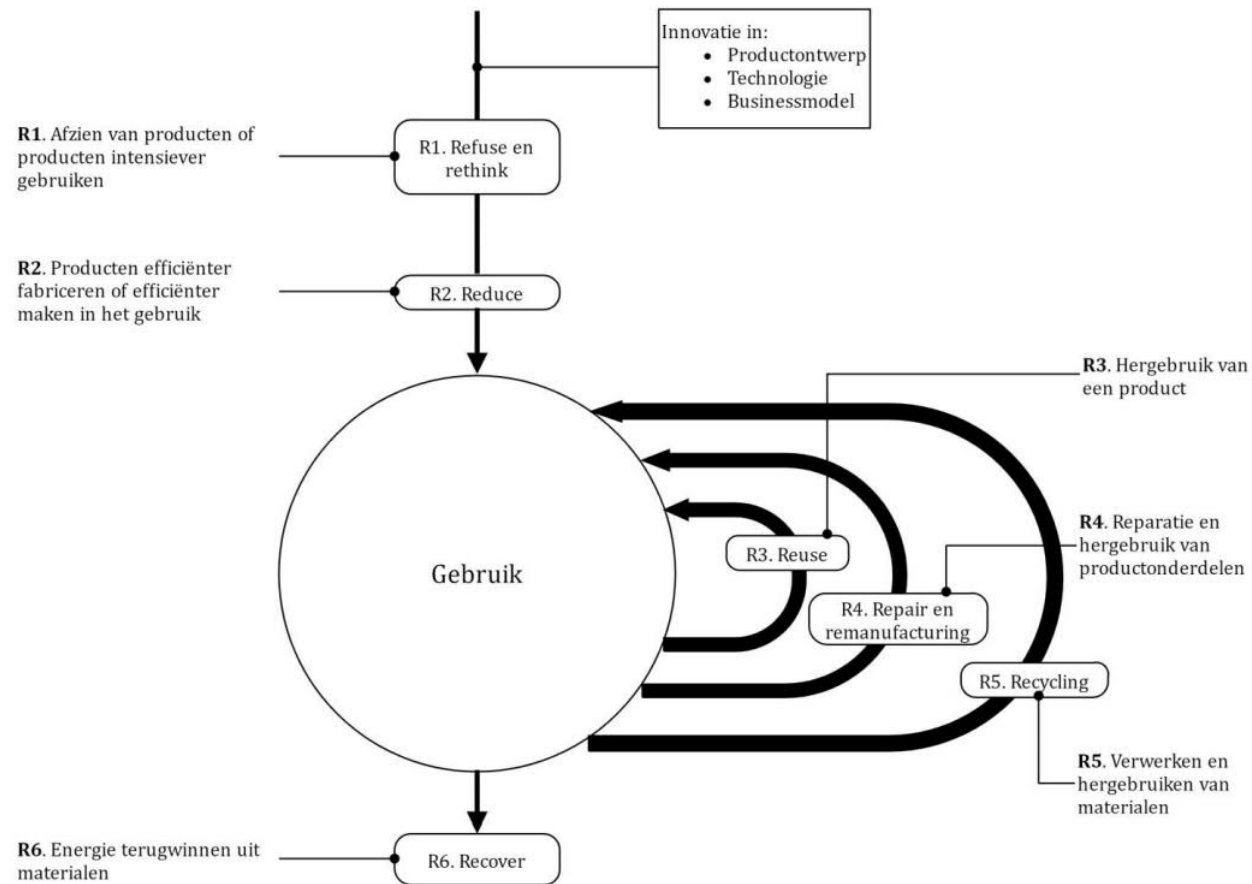 Innovatie in:
• Productontwerp
• Technologie
• Businessmodel
R1. Afzien van producten of
producten intensiever
gebruiken
R1. Refuse en
rethink
R2. Producten efficiënter
fabriceren of efficiënter
maken in het gebruik
R2. Reduce
R3. Hergebruik van
een product
Gebruik
R3. Reuse
R4. Reparatie en
hergebruik van
productonderdelen
R4. Repair en
remanufacturing
R5. Recycling
R5. Verwerken en
hergebruiken van
materialen
R6. Energie terugwinnen uit
materialen
R6. Recover